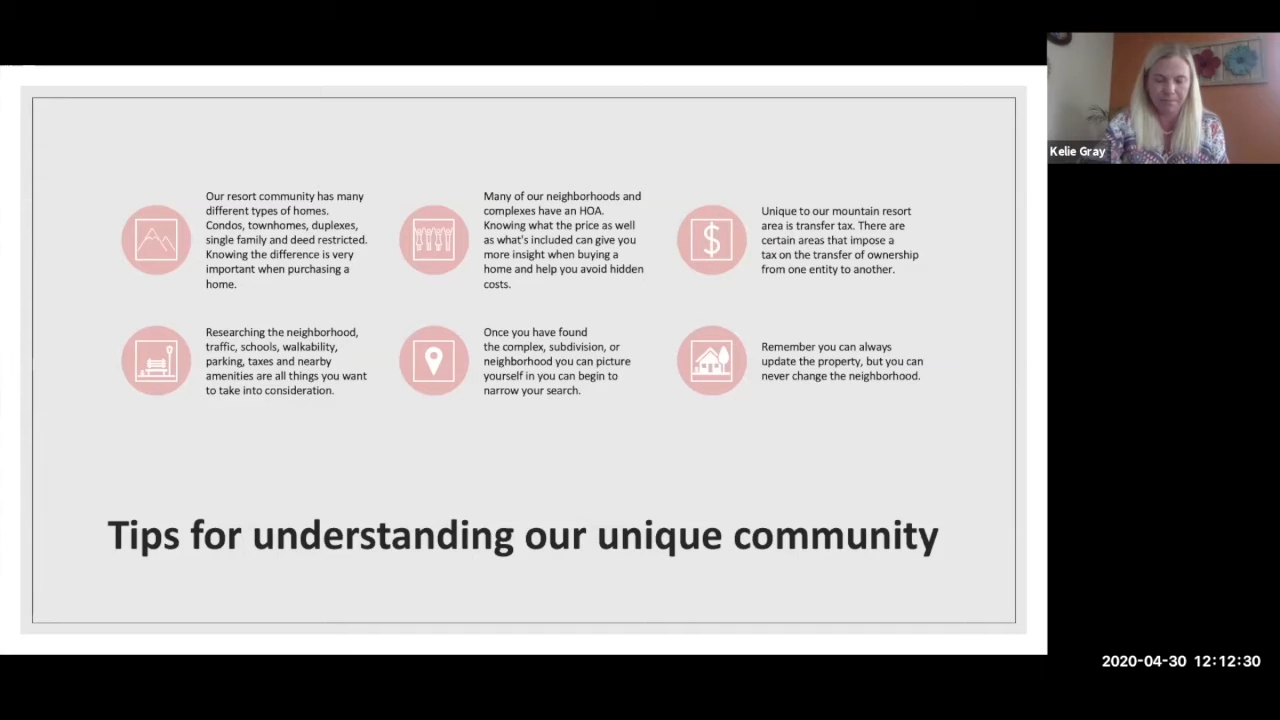 Our resort community has many
different types of homes.
Condos, townhomes, duplexes,
single family and deed restricted.
Knowing the difference is very
important when purchasing a
home.
Many of our neighborhoods and
complexes have an HOA.
Knowing what the price as well
as what's included can give you
more insight when buying a
home and help you avoid hidden
costs.
Unique to our mountain resort
area is transfer tax. There are
certain areas that impose a
tax on the transfer of ownership
from one entity to another.
Researching the neighborhood,
traffic, schools, walkability,
parking, taxes and nearby
amenities are all things you want
to take into consideration.
Once you have found
the complex, subdivision, or
neighborhood you can picture
yourself in you can begin to
narrow your search.
Remember you can always
update the property, but you can
never change the neighborhood.
Tips for understanding our unique community
Kelie Gray
2020-04-30 12:12:30